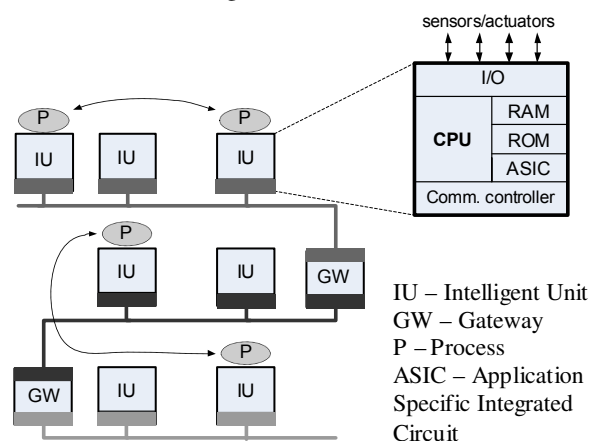 sensors/actuators
I/O
CPU
RAM
ROM
ASIC
Comm. controller
P
P
IU
IU
IU
P
IU
IU
GW
P
GW
IU
IU
IU – Intelligent Unit
GW – Gateway
P – Process
ASIC – Application
Specific Integrated
Circuit